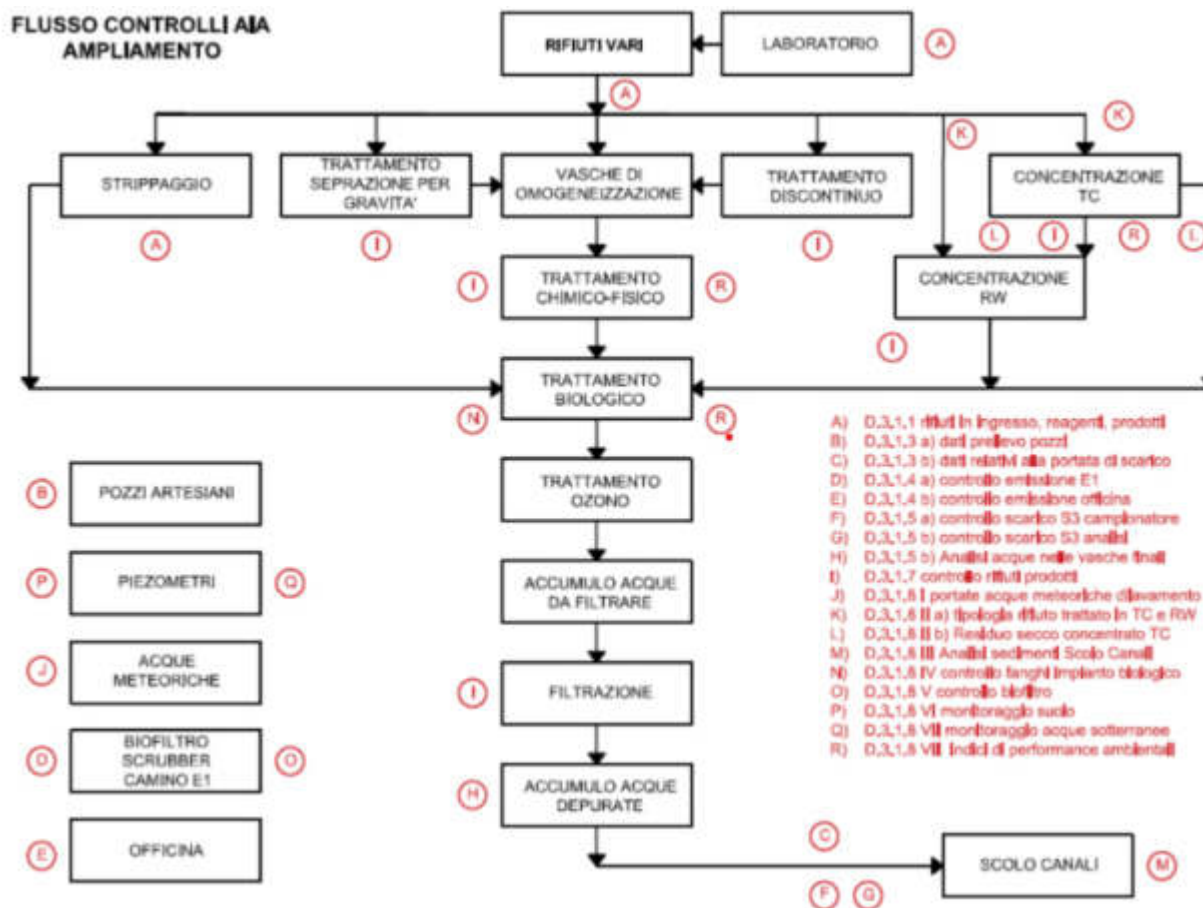 FLUSSO CONTROLLI AIA
AMPLIAMENTO
RIFIUTI VARI
LABORATORIO
A
A
K
K
STRIPPAGGIO
TRATTAMENTO
SEPRAZIONE PER
GRAVITA'
VASCHE DI
OMOGENEIZZAZIONE
TRATTAMENTO
DISCONTINUO
CONCENTRAZIONE
TC
A
I
I
L
I
R
L
I
TRATTAMENTO
CHIMICO-FISICO
R
CONCENTRAZIONE
RW
I
TRATTAMENTO
BIOLOGICO
N
R
A) D.3.1.1 rifiuti in ingresso, reagenti, prodotti
B) D.3.1.3 a) dati prelievo pozzi
C) D.3.1.3 b) dati relativi alla portata di scarico
D) D.3.1.4 a) controllo emissione E1
E) D.3.1.4 b) controllo emissione officina
F) D.3.1.5 a) controllo scarico S3 campionatore
G) D.3.1.5 b) controllo scarico S3 analisi
H) D.3.1.5 b) Analisi acque nelle vasche finali
I) D.3.1.7 controllo rifiuti prodotti
J) D.3.1.8 I portate acque meteoriche dilavamento
K) D.3.1.8 II a) tipologia rifiuto trattato in TC e RW
L) D.3.1.8 II b) Residuo secco concentrato TC
M) D.3.1.8 III Analisi sedimenti Scolo Canali
N) D.3.1.8 IV controllo fanghi impianto biologico
O) D.3.1.8 V controllo biofiltro
P) D.3.1.8 VI monitoraggio suolo
Q) D.3.1.8 VII monitoraggio acque sotterranee
R) D.3.1.8 VIII Indici di performance ambientali
B
POZZI ARTESIANI
TRATTAMENTO
OZONO
P
PIEZOMETRI
Q
ACCUMULO ACQUE
DA FILTRARE
J
ACQUE
METEORICHE
I
FILTRAZIONE
D
BIOFILTRO
SCRUBBER
CAMINO E1
O
H
ACCUMULO ACQUE
DEPURATE
E
OFFICINA
C
F
G
SCOLO CANALI
M